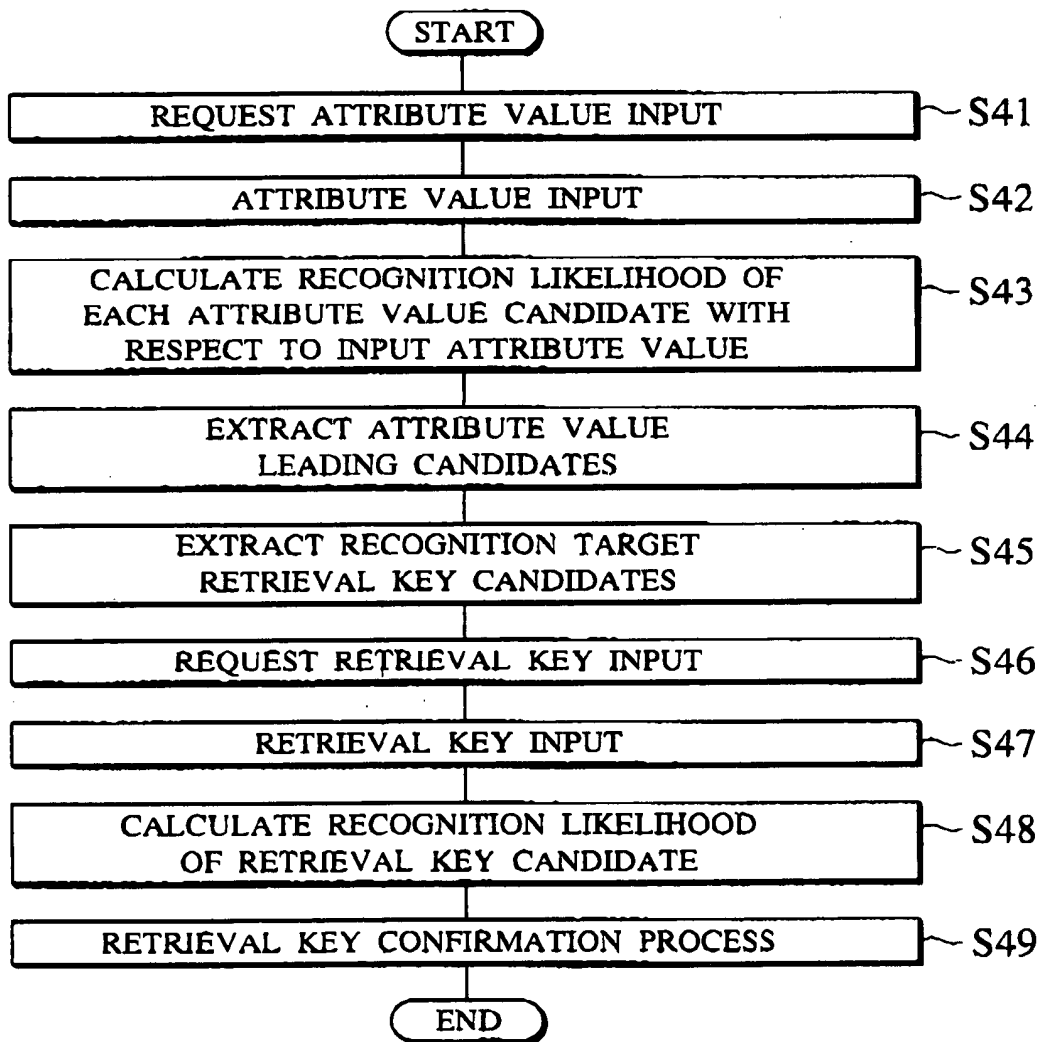 START
REQUEST ATTRIBUTE VALUE INPUT
S41
ATTRIBUTE VALUE INPUT
S42
CALCULATE RECOGNITION LIKELIHOOD OF
EACH ATTRIBUTE VALUE CANDIDATE WITH
RESPECT TO INPUT ATTRIBUTE VALUE
S43
EXTRACT ATTRIBUTE VALUE
LEADING CANDIDATES
S44
EXTRACT RECOGNITION TARGET
RETRIEVAL KEY CANDIDATES
S45
REQUEST RETRIEVAL KEY INPUT
S46
RETRIEVAL KEY INPUT
S47
CALCULATE RECOGNITION LIKELIHOOD
OF RETRIEVAL KEY CANDIDATE
S48
RETRIEVAL KEY CONFIRMATION PROCESS
S49
END